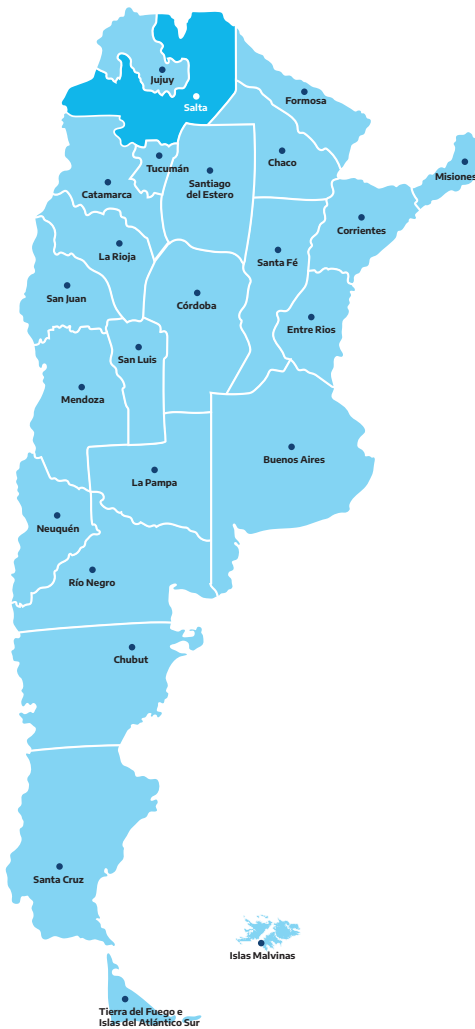 Jujuy
Salta
Formosa
Tucumán
Chaco
Misiones
Catamarca
Santiago
del Estero
Corrientes
La Rioja
Santa Fé
San Juan
Córdoba
Entre Rios
San Luis
Mendoza
Buenos Aires
La Pampa
Neuquén
Río Negro
Chubut
Santa Cruz
Islas Malvinas
Tierra del Fuego e
Islas del Atlántico Sur